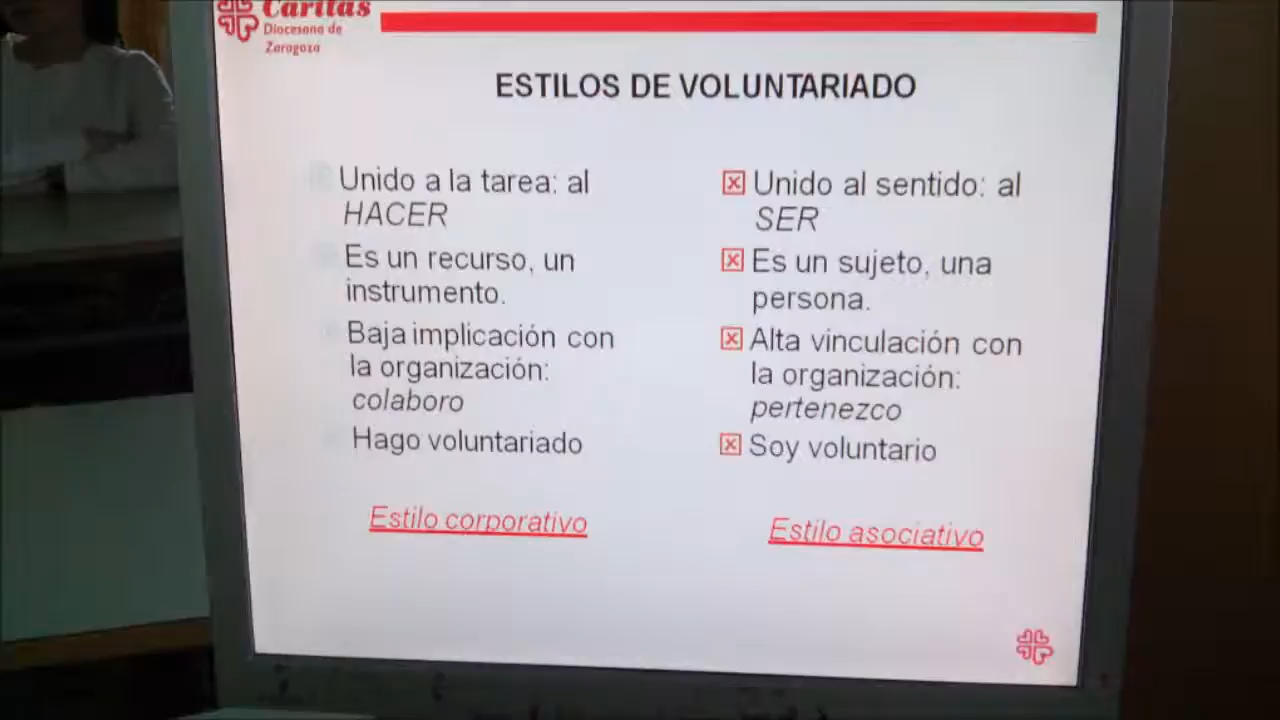 Cáritas
Diocesana de
Zaragoza
ESTILOS DE VOLUNTARIADO
Unido a la tarea: al
HACER
Es un recurso, un
instrumento.
Baja implicación con
la organización:
colaboro
Hago voluntariado
Estilo corporativo
Unido al sentido: al
SER
Es un sujeto, una
persona.
Alta vinculación con
la organización:
pertenezco
Soy voluntario
Estilo asociativo